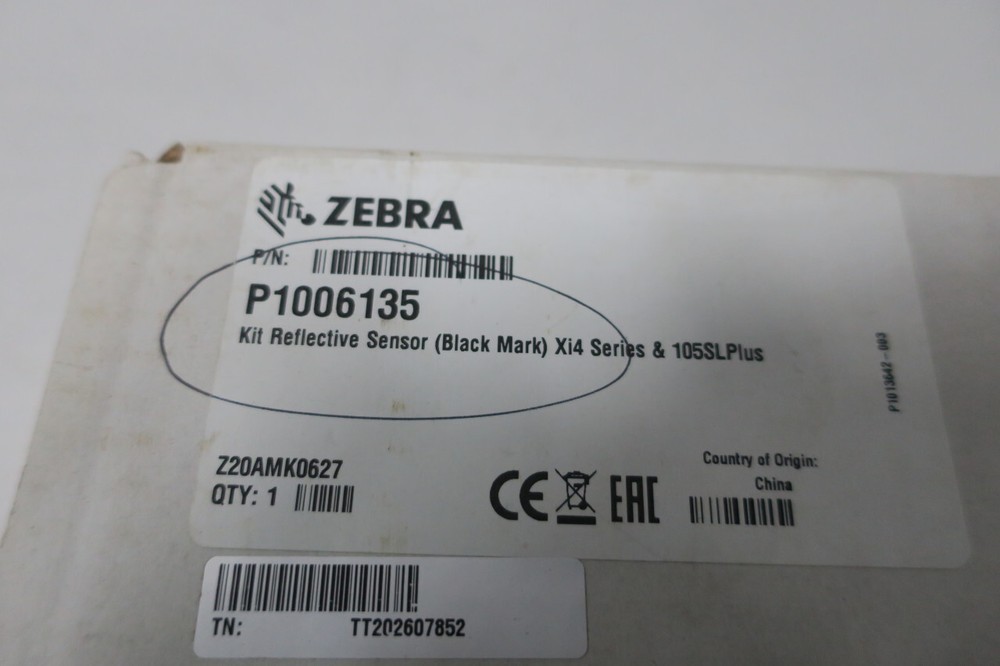 ZEBRA
P/N:
P1006135
Kit Reflective Sensor (Black Mark) Xi4 Series & 105SLPlus
P1013642-003
Z20AMK0627
QTY: 1
CE
EAC
Country of Origin:
China
TN: TT202607852